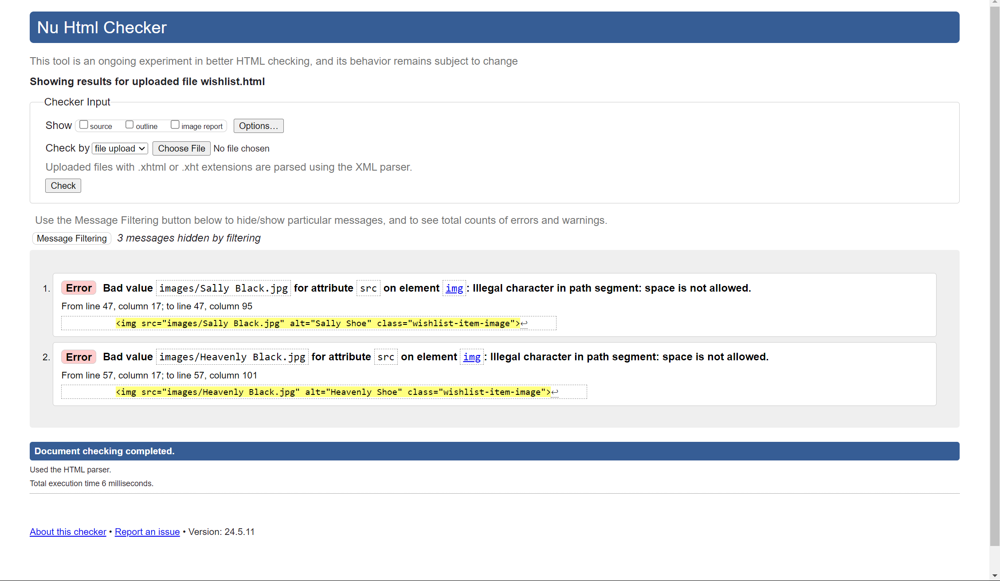 Nu Html Checker
This tool is an ongoing experiment in better HTML checking, and its behavior remains subject to change
Showing results for uploaded file wishlist.html
Checker Input
Show source outline image report Options…
Check by file upload Choose File No file chosen
Uploaded files with .xhtml or .xht extensions are parsed using the XML parser.
Check
Use the Message Filtering button below to hide/show particular messages, and to see total counts of errors and warnings.
Message Filtering 3 messages hidden by filtering
1. Error Bad value images/Sally Black.jpg for attribute src on element img: Illegal character in path segment: space is not allowed.
From line 47, column 17; to line 47, column 95
<img src="images/Sally Black.jpg" alt="Sally Shoe" class="wishlist-item-image">↩
2. Error Bad value images/Heavenly Black.jpg for attribute src on element img: Illegal character in path segment: space is not allowed.
From line 57, column 17; to line 57, column 101
<img src="images/Heavenly Black.jpg" alt="Heavenly Shoe" class="wishlist-item-image">↩
Document checking completed.
Used the HTML parser.
Total execution time 6 milliseconds.
About this checker • Report an issue • Version: 24.5.11